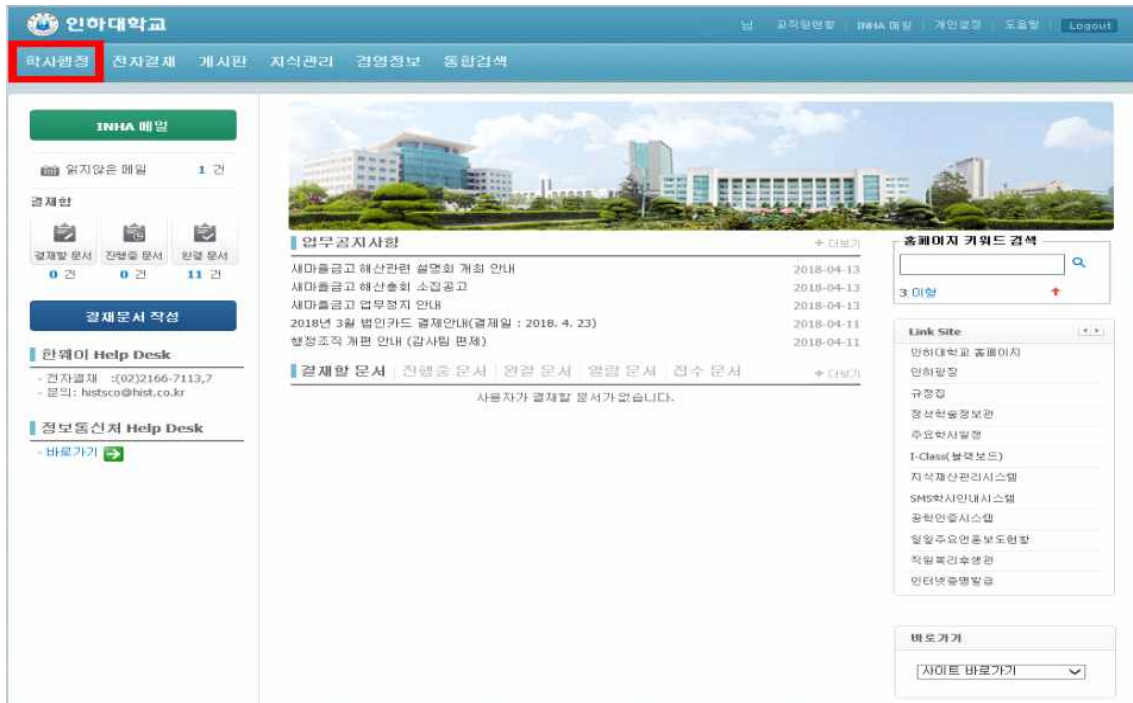 인하대학교
님 교직원현황 INHA 메일 개인설정 도움말 Logout
학사행정 전자결재 게시판 지식관리 경영정보 통합검색
INHA 메일
읽지않은 메일 1 건
결재함
결재할 문서 진행중 문서 완결 문서
0 건 0 건 11 건
결재문서 작성
한웨이 Help Desk
- 전자결재 :(02)2166-7113,7
- 문의: histsco@hist.co.kr
정보통신처 Help Desk
- 바로가기
업무공지사항 + 더보기
새마을금고 해산관련 설명회 개최 안내 2018-04-13
새마을금고 해산총회 소집공고 2018-04-13
새마을금고 업무정지 안내 2018-04-13
2018년 3월 법인카드 결제안내(결제일 : 2018. 4. 23) 2018-04-11
행정조직 개편 안내 (감사팀 편제) 2018-04-11
결재할 문서 진행중 문서 완결 문서 열람 문서 접수 문서 + 더보기
사용자가 결재할 문서가 없습니다.
홈페이지 키워드 검색
3 이형
Link Site
인하대학교 홈페이지
인하광장
규정집
정석학술정보관
주요학사일정
I-Class(블랙보드)
지식재산관리시스템
SMS학사안내시스템
공학인증시스템
일일주요언론보도현황
직원복리후생관
인터넷증명발급
바로가기
사이트 바로가기